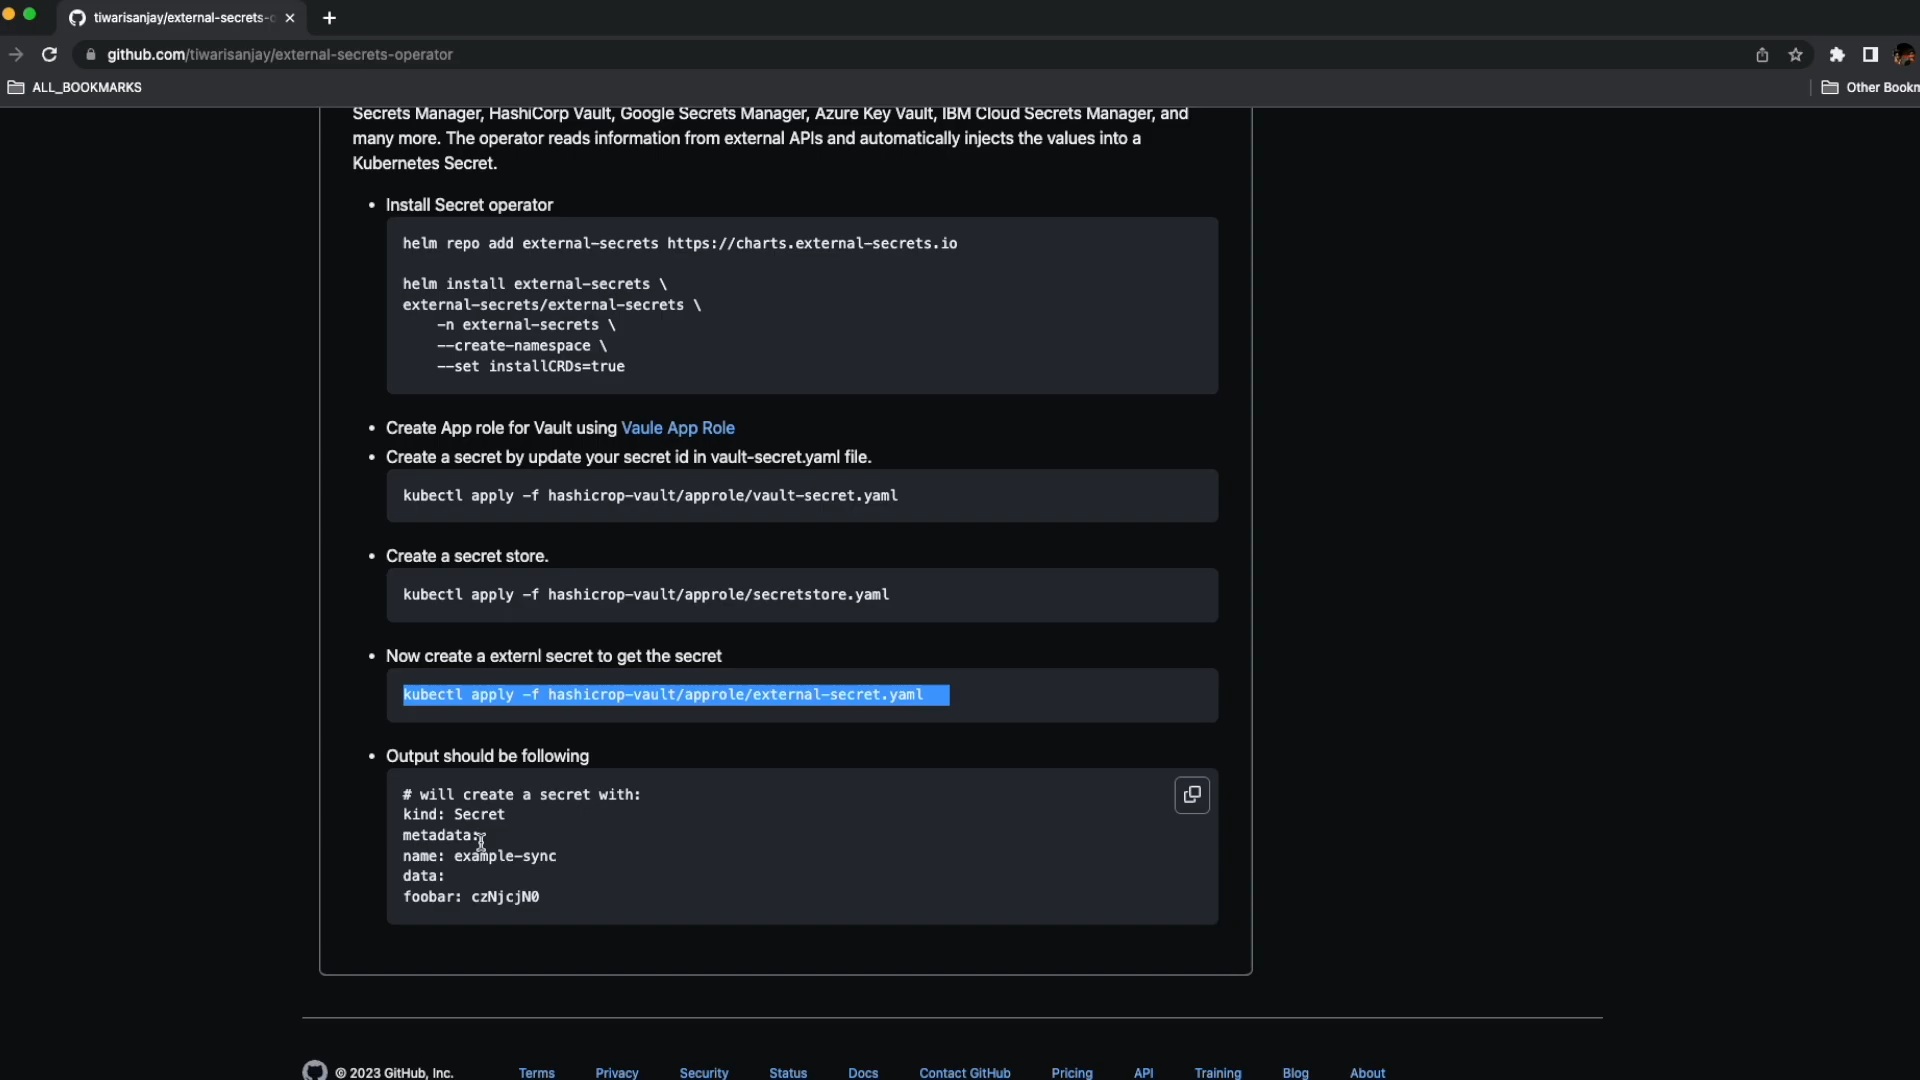 tiwarisanjay/external-secrets-
github.com/tiwarisanjay/external-secrets-operator
ALL_BOOKMARKS
Other
Secrets Manager, HashiCorp Vault, Google Secrets Manager, Azure Key Vault, IBM Cloud Secrets Manager, and
many more. The operator reads information from external APIs and automatically injects the values into a
Kubernetes Secret.
• Install Secret operator
helm repo add external-secrets https://charts.external-secrets.io
helm install external-secrets \
external-secrets/external-secrets \
-n external-secrets \
--create-namespace \
--set installCRDs=true
• Create App role for Vault using Vaule App Role
• Create a secret by update your secret id in vault-secret.yaml file.
kubectl apply -f hashicrop-vault/approle/vault-secret.yaml
• Create a secret store.
kubectl apply -f hashicrop-vault/approle/secretstore.yaml
• Now create a externl secret to get the secret
kubectl apply -f hashicrop-vault/approle/external-secret.yaml
• Output should be following
# will create a secret with:
kind: Secret
metadata:
name: example-sync
data:
foobar: czNjcjN0
© 2023 GitHub, Inc.
Terms
Privacy
Security
Status
Docs
Contact GitHub
Pricing
API
Training
Blog
About